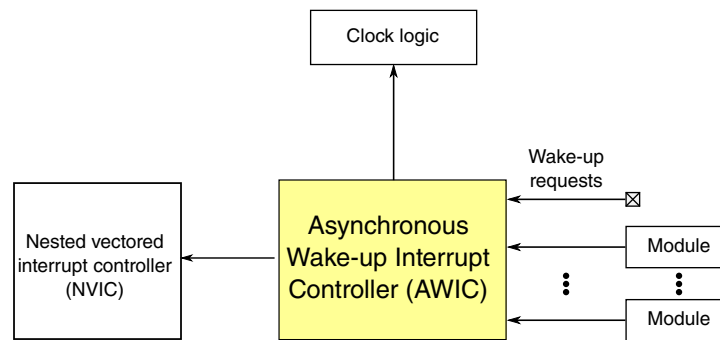 Clock logic
Wake-up
requests
Asynchronous
Wake-up Interrupt
Controller (AWIC)
Nested vectored
interrupt controller
(NVIC)
Module
Module